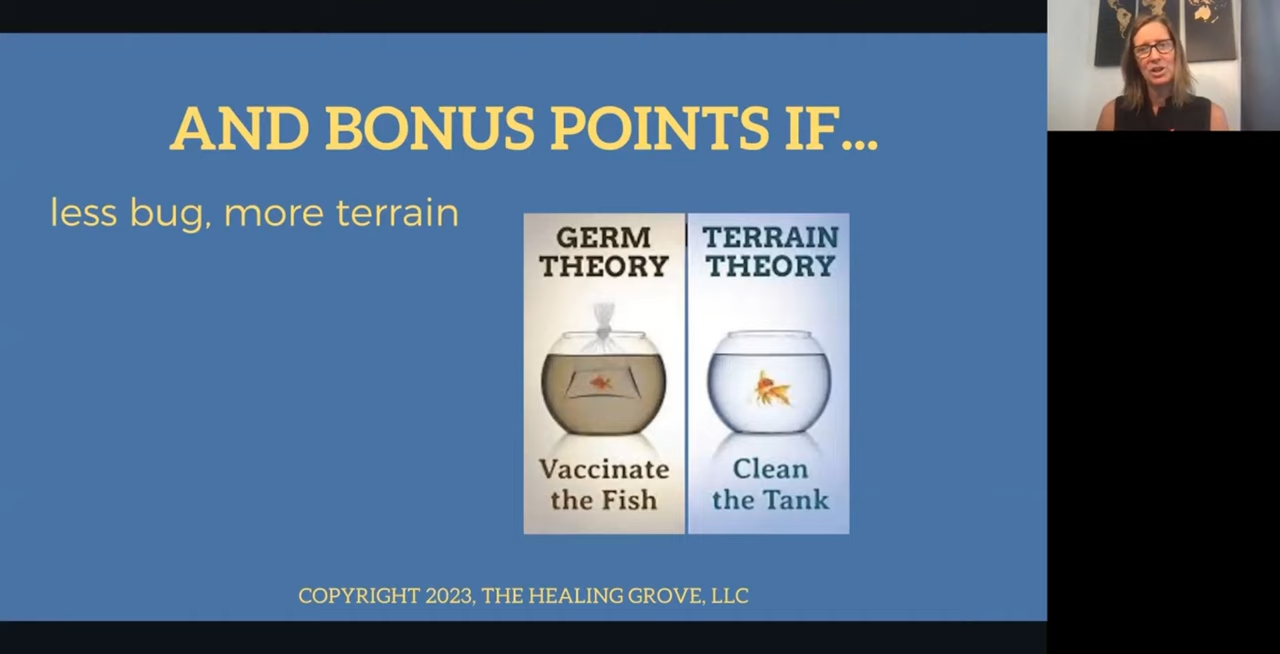 AND BONUS POINTS IF...
less bug, more terrain
GERM
THEORY
Vaccinate
the Fish
TERRAIN
THEORY
Clean
the Tank
COPYRIGHT 2023, THE HEALING GROVE, LLC